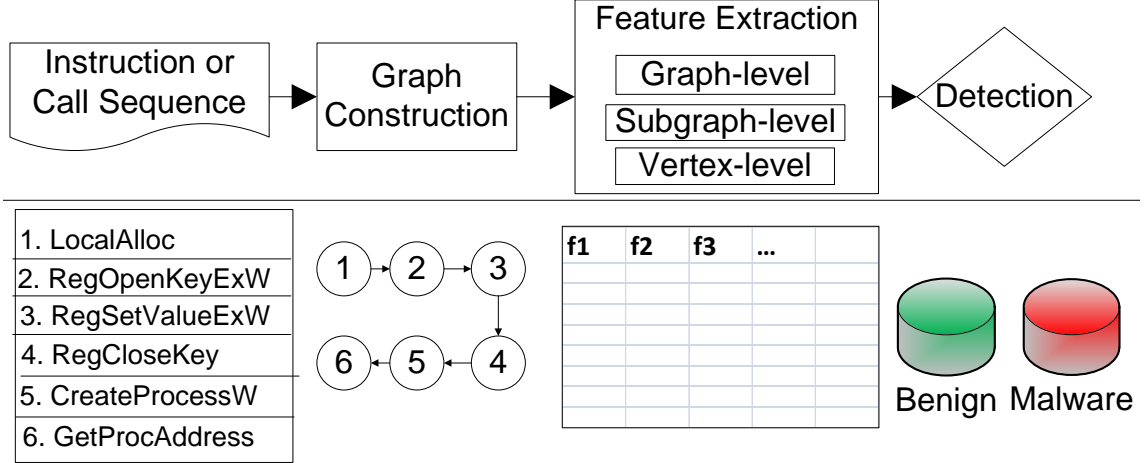 Instruction or
Call Sequence
Graph
Construction
Feature Extraction
Graph-level
Subgraph-level
Vertex-level
Detection
1. LocalAlloc
2. RegOpenKeyExW
3. RegSetValueExW
4. RegCloseKey
5. CreateProcessW
6. GetProcAddress
1 2 3
6 5 4
f1 f2 f3 ...
Benign Malware